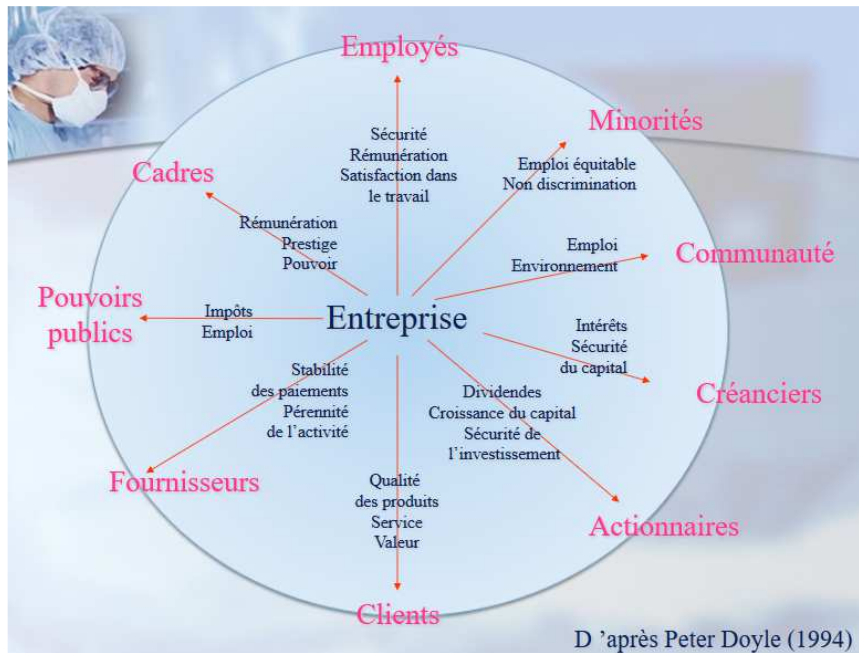 Employés
Sécurité
Rémunération
Satisfaction dans
le travail
Minorités
Emploi équitable
Non discrimination
Cadres
Rémunération
Prestige
Pouvoir
Emploi
Environnement
Communauté
Pouvoirs
publics
Impôts
Emploi
Entreprise
Intérêts
Sécurité
du capital
Créanciers
Stabilité
des paiements
Pérennité
de l’activité
Fournisseurs
Dividendes
Croissance du capital
Sécurité de
l’investissement
Actionnaires
Qualité
des produits
Service
Valeur
Clients
D ’après Peter Doyle (1994)